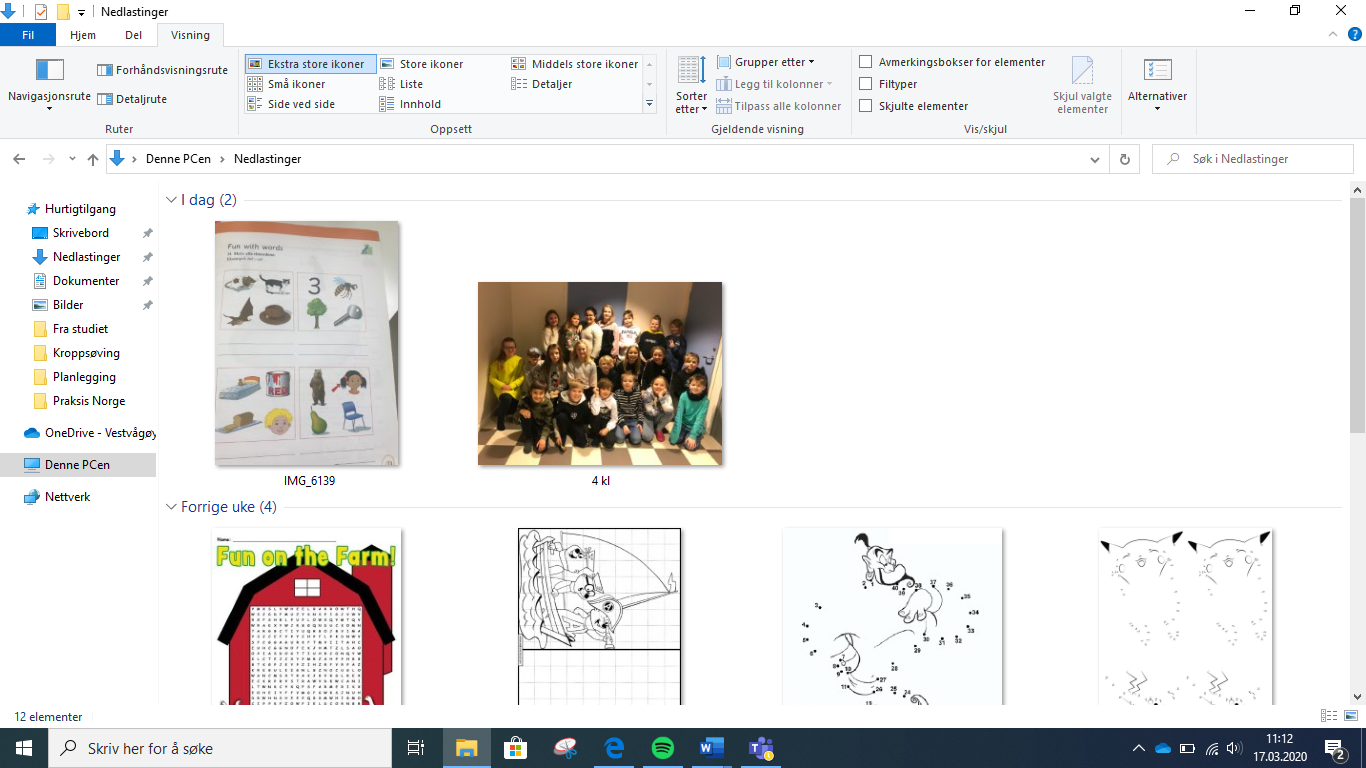 Nedlastinger
Fil Hjem Del Visning
Navigasjonsrute
Forhåndsvisningsrute
Detaljrute
Ruter
Ekstra store ikoner Store ikoner Middels store ikoner
Små ikoner Liste Detaljer
Side ved side Innhold
Oppsett
Sorter etter
Grupper etter
Legg til kolonner
Tilpass alle kolonner
Gjeldende visning
Avmerkingsbokser for elementer
Filtyper
Skjulte elementer
Skjul valgte elementer
Vis/skjul
Alternativer
Denne PCen Nedlastinger
Søk i Nedlastinger
Hurtigtilgang
Skrivebord
Nedlastinger
Dokumenter
Bilder
Fra studiet
Kroppsøving
Planlegging
Praksis Norge
OneDrive - Vestvågøy
Denne PCen
Nettverk
I dag (2)
Fun with words
3
RED
IMG_6139
4 kl
Forrige uke (4)
Name:
Fun on the Farm!
12 elementer
Skriv her for å søke
11:12
17.03.2020
2